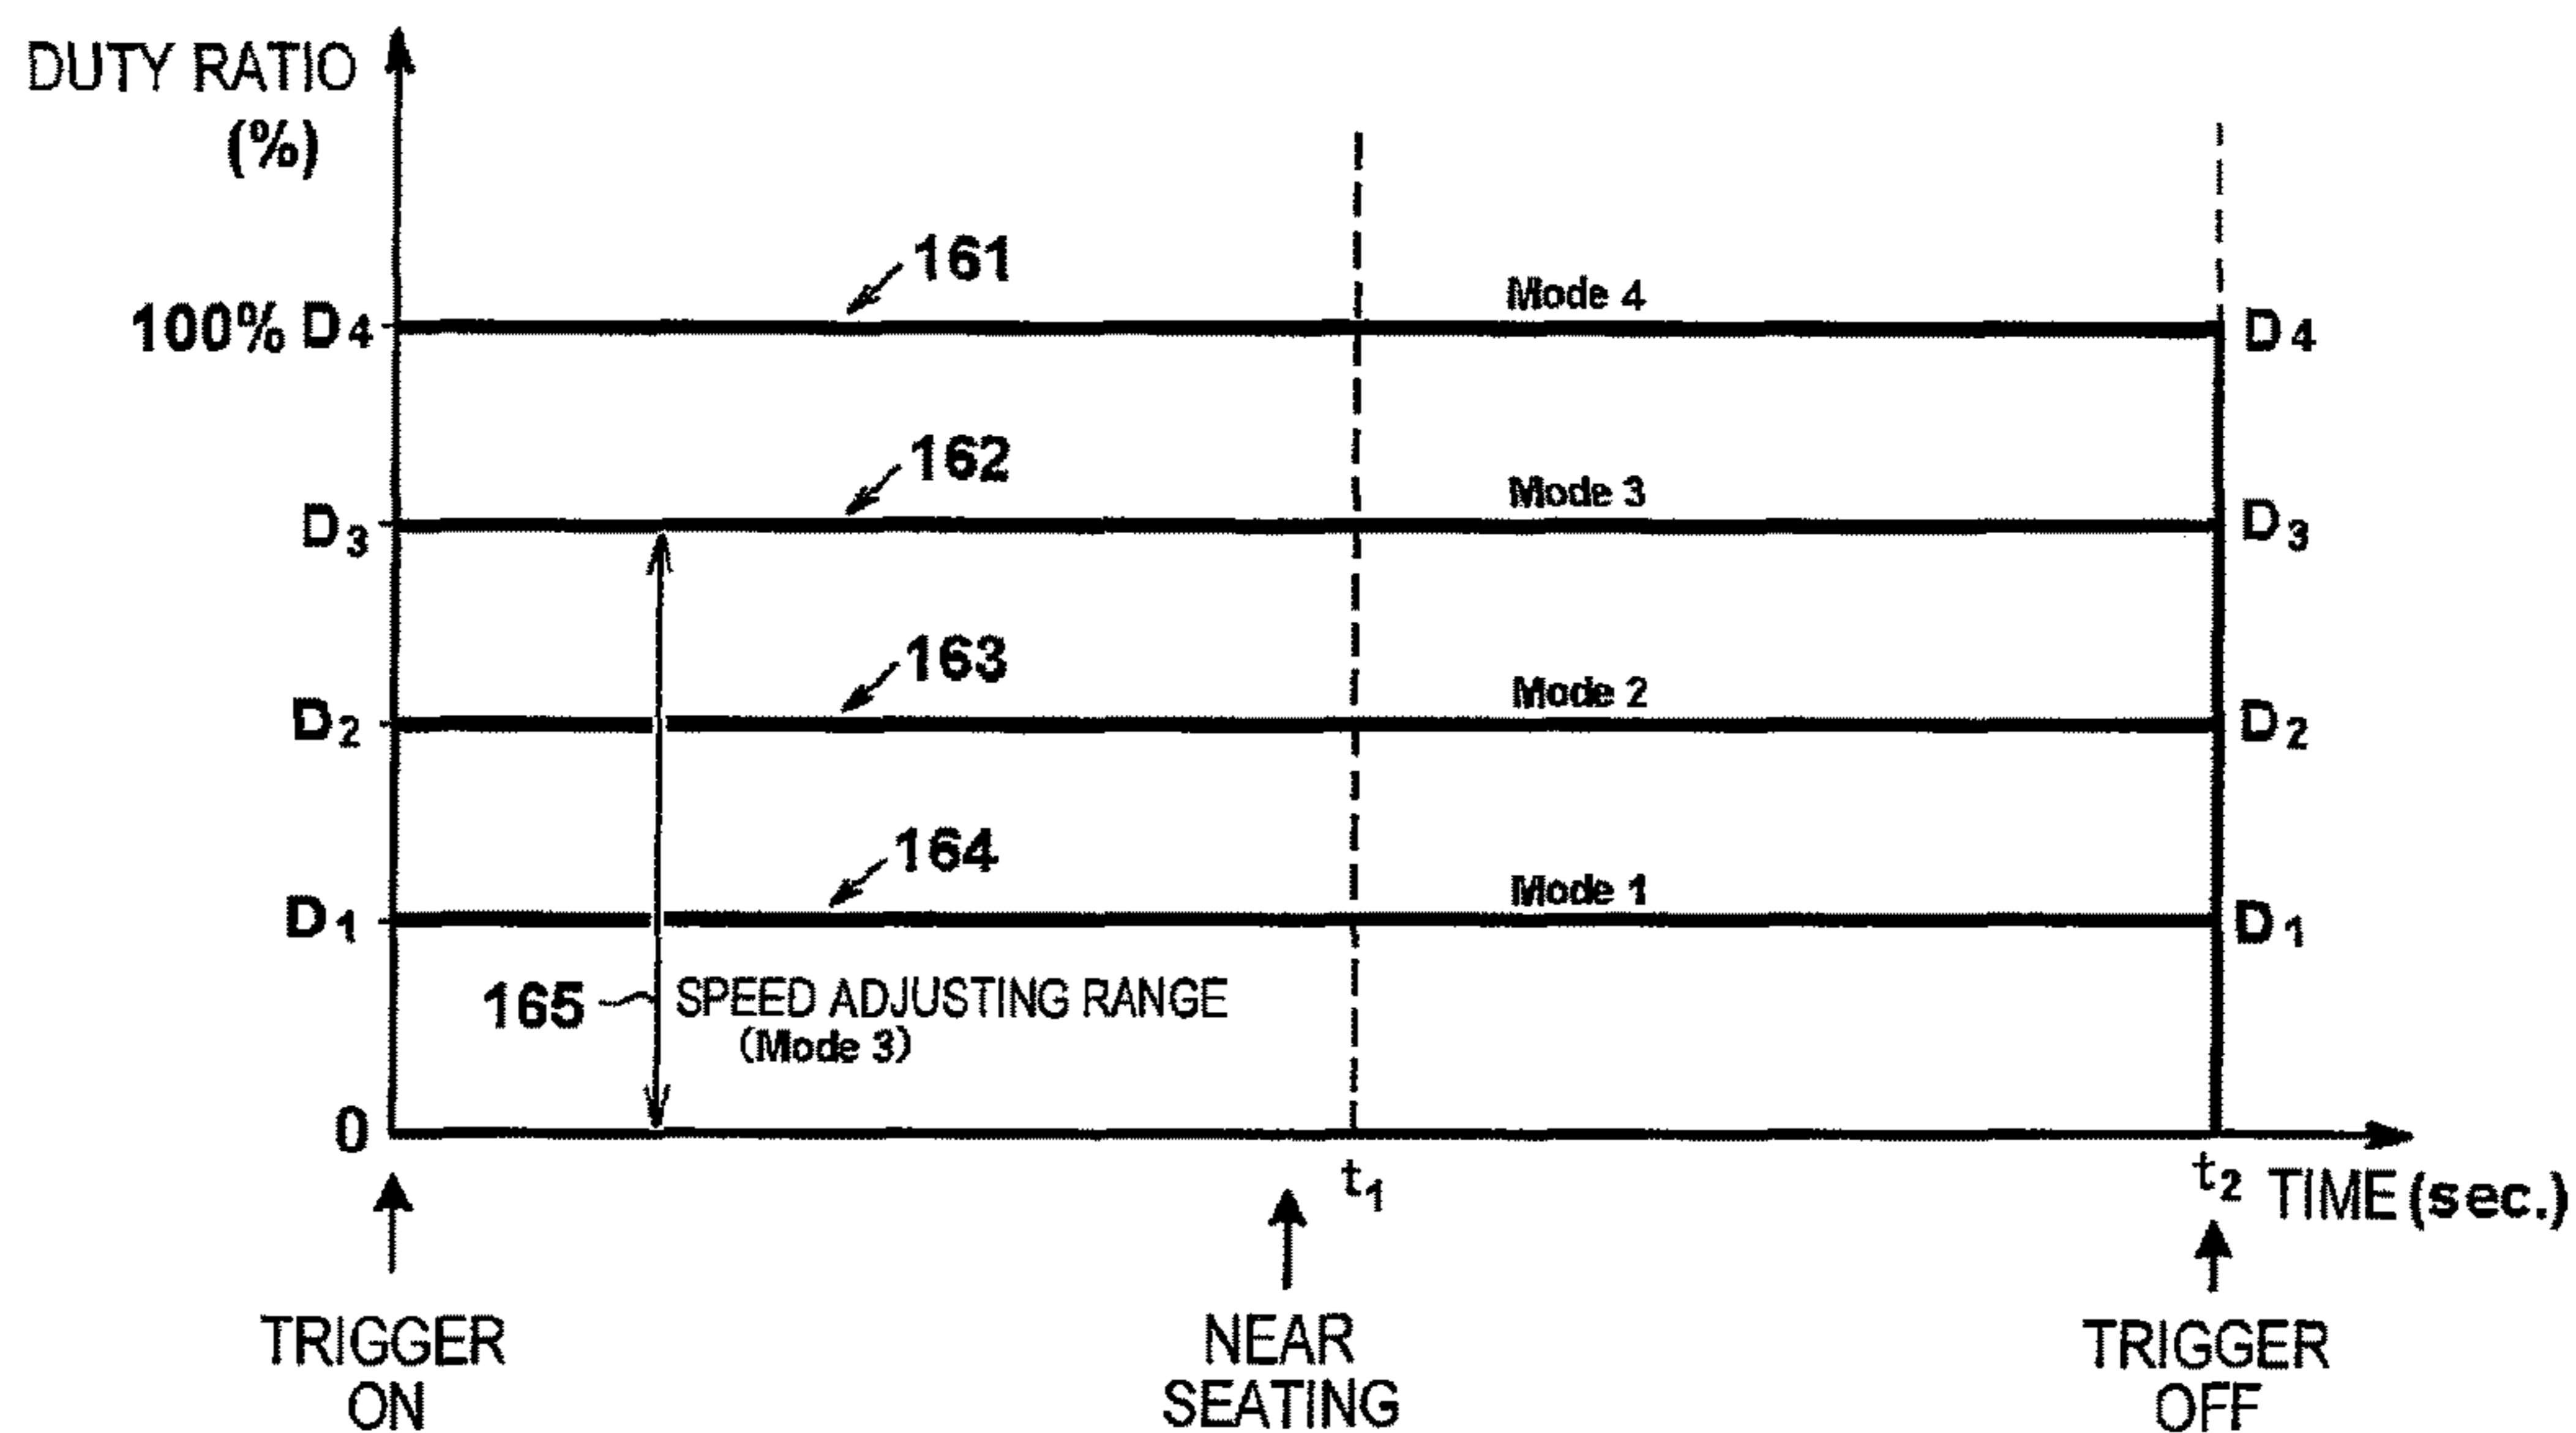 DUTY RATIO
(%)
161
100% D4
Mode 4
D4
162
D3
Mode 3
D3
163
D2
Mode 2
D2
164
D1
Mode 1
D1
165
SPEED ADJUSTING RANGE
(Mode 3)
0
t1
t2
TIME (sec.)
TRIGGER
ON
NEAR
SEATING
TRIGGER
OFF